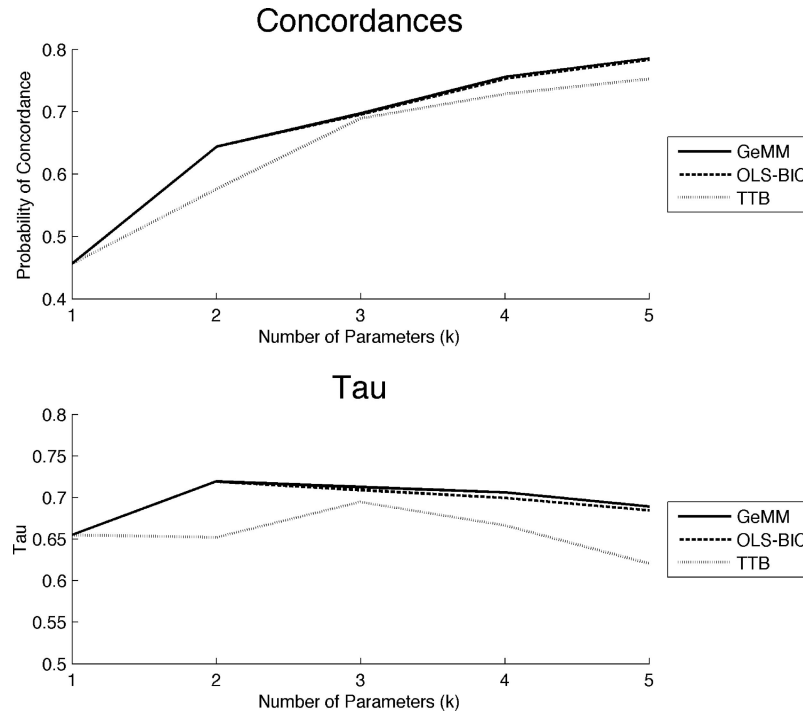 Concordances
0.8
0.7
0.6
0.5
0.4
Probability of Concordance
1 2 3 4 5
Number of Parameters (k)
GeMM
OLS-BIC
TTB
Tau
0.8
0.75
0.7
0.65
0.6
0.55
0.5
Tau
1 2 3 4 5
Number of Parameters (k)
GeMM
OLS-BIC
TTB